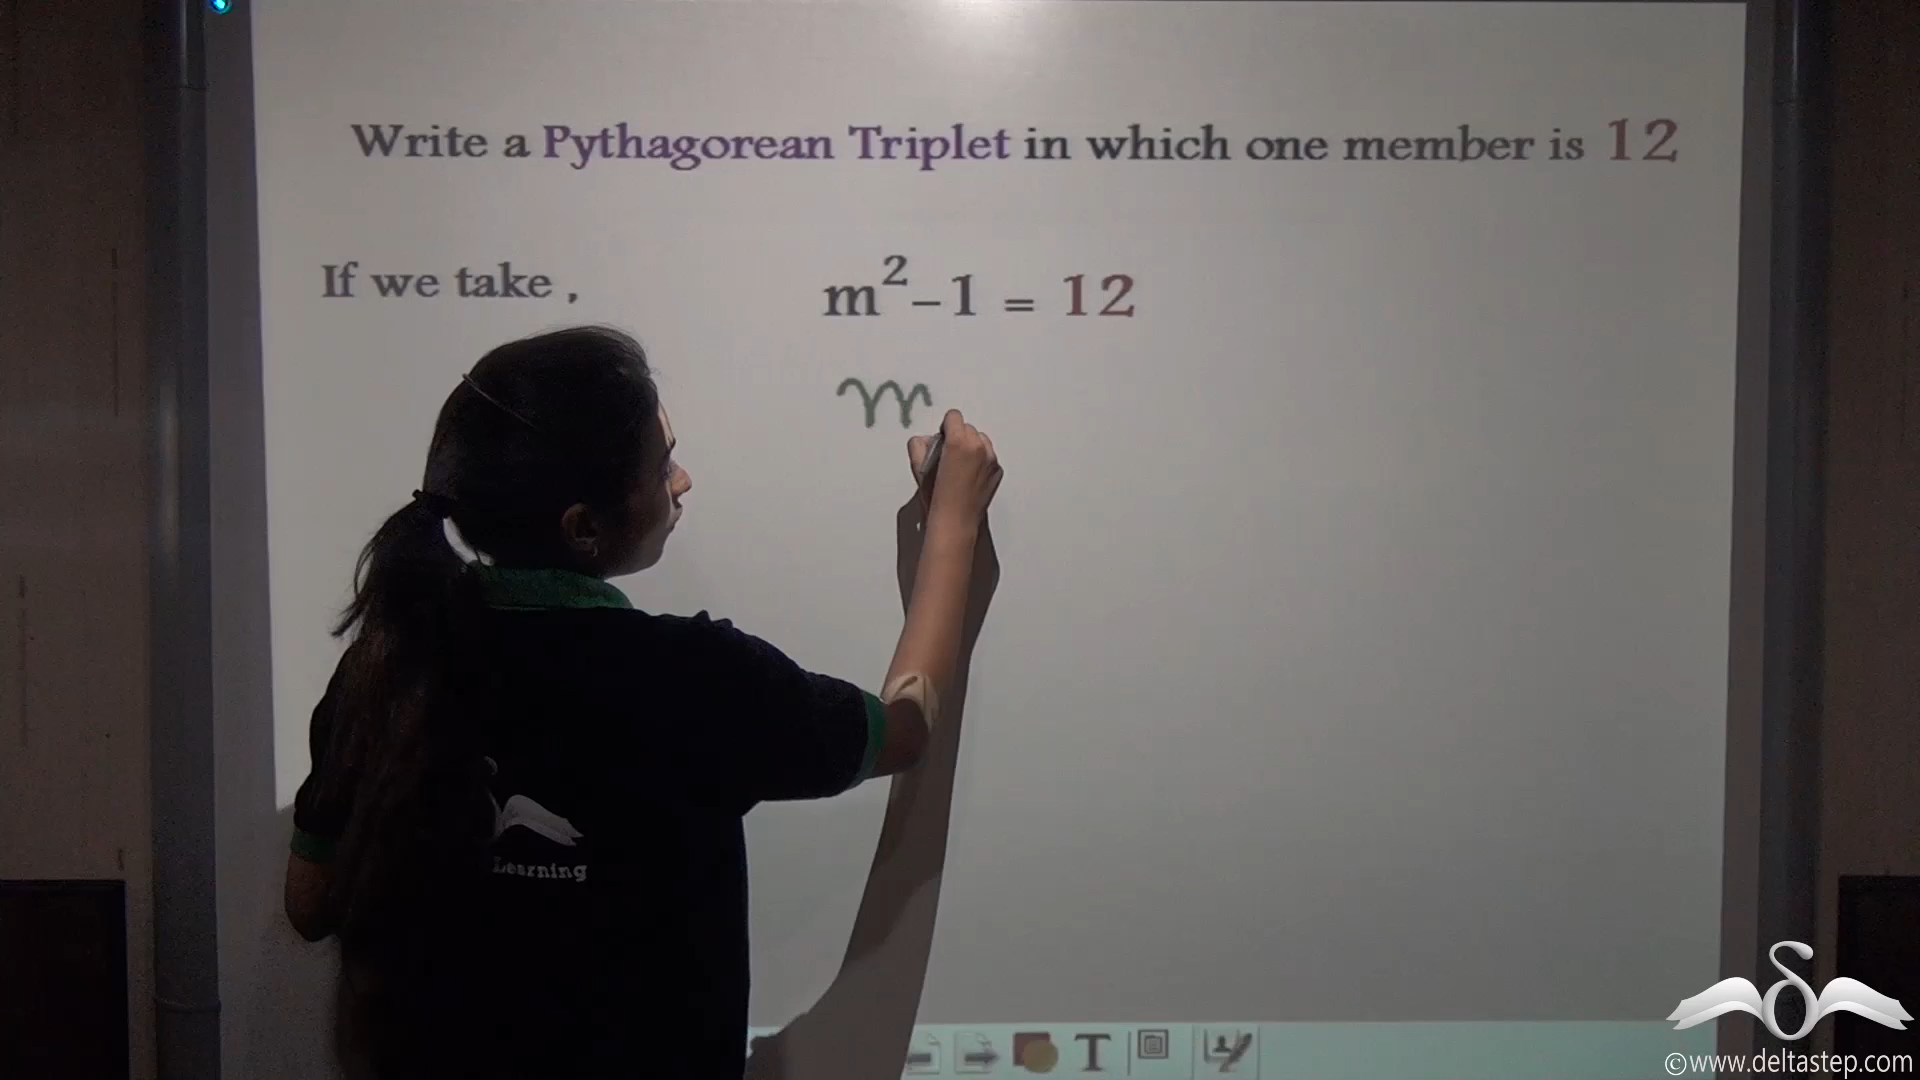 Write a Pythagorean Triplet in which one member is 12
If we take , m²–1 = 12
m
Learning
T
©www.deltastep.com